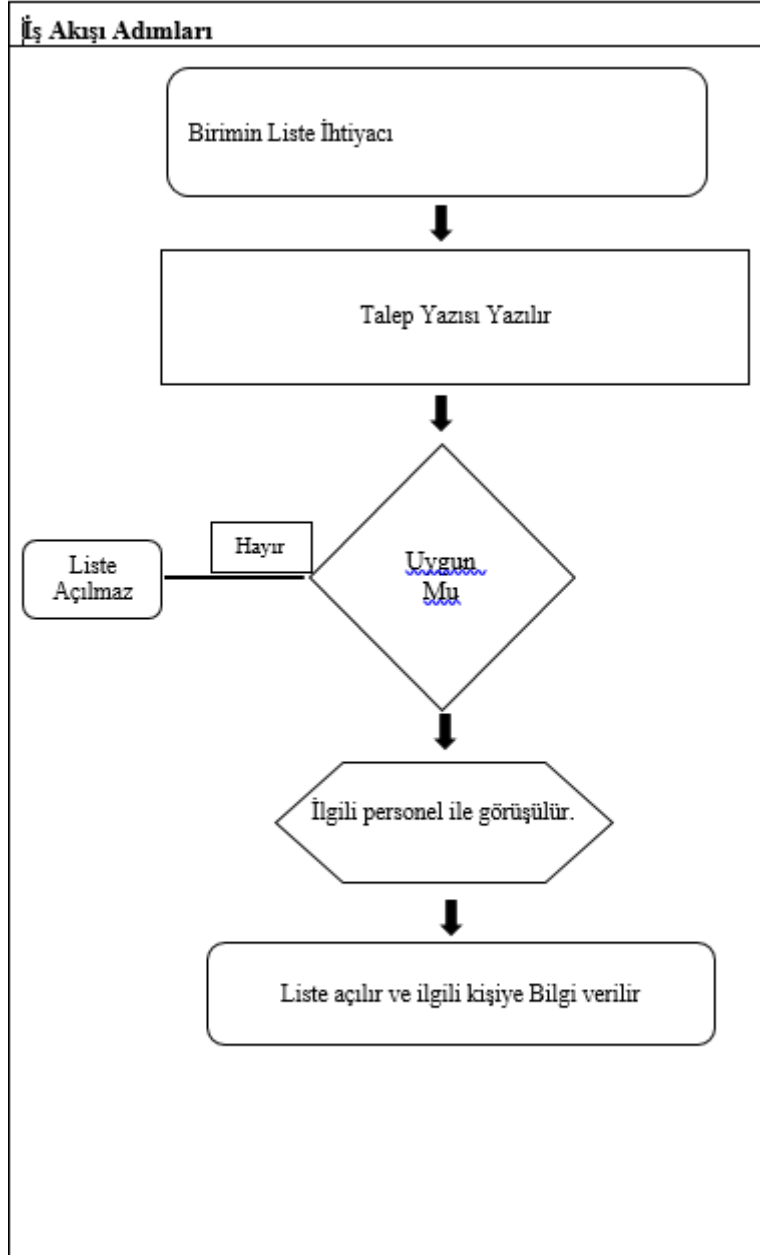 İş Akışı Adımları
Birimin Liste İhtiyacı
Talep Yazısı Yazılır
Hayır
Liste
Açılmaz
Uygun
Mu
İlgili personel ile görüşülür.
Liste açılır ve ilgili kişiye Bilgi verilir